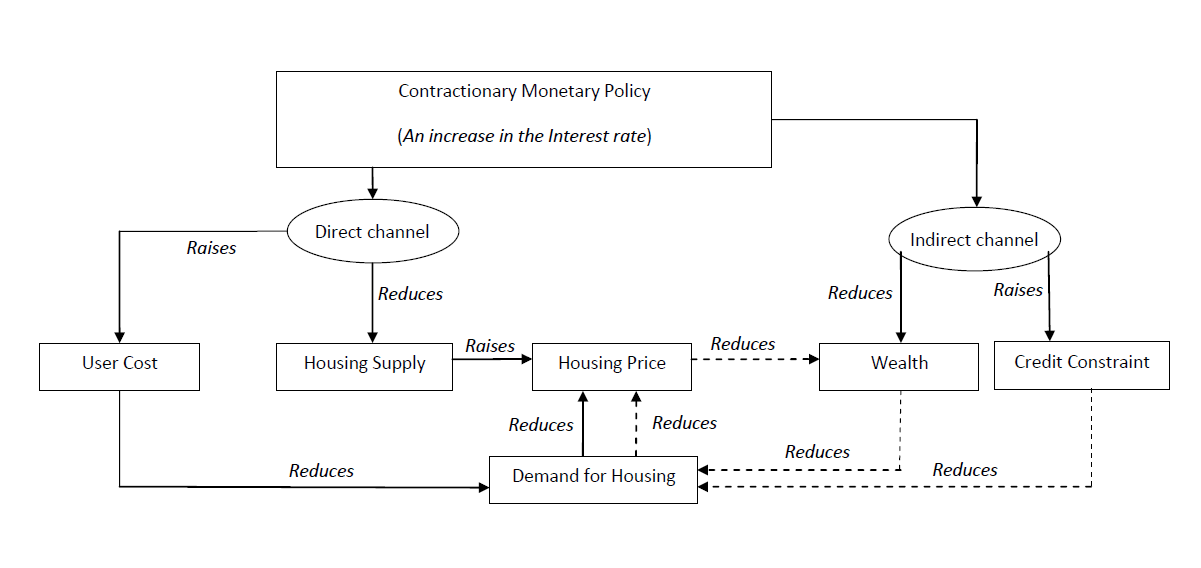 Contractionary Monetary Policy
(An increase in the Interest rate)
Direct channel
Indirect channel
Raises
Reduces
Reduces
Raises
User Cost
Housing Supply
Raises
Housing Price
Reduces
Wealth
Credit Constraint
Reduces
Reduces
Reduces
Reduces
Reduces
Demand for Housing